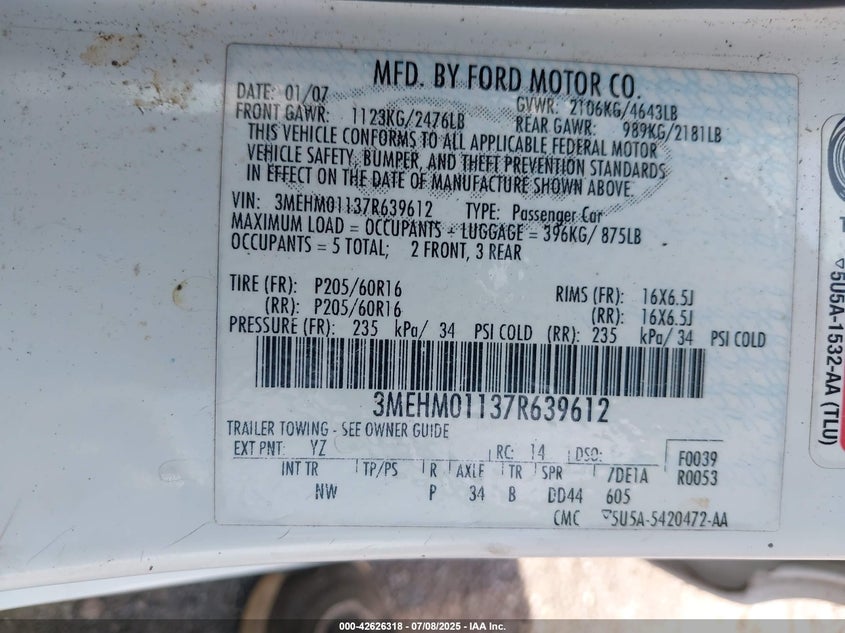 MFD. BY FORD MOTOR CO.
DATE: 01/07 GVWR: 2106KG/4643LB
FRONT GAWR: 1123KG/2476LB REAR GAWR: 989KG/2181LB
THIS VEHICLE CONFORMS TO ALL APPLICABLE FEDERAL MOTOR
VEHICLE SAFETY, BUMPER, AND THEFT PREVENTION STANDARDS
IN EFFECT ON THE DATE OF MANUFACTURE SHOWN ABOVE.
VIN: 3MEHM01137R639612 TYPE: Passenger Car
MAXIMUM LOAD = OCCUPANTS + LUGGAGE = 396KG/ 875LB
OCCUPANTS = 5 TOTAL; 2 FRONT, 3 REAR
TIRE (FR): P205/60R16 RIMS (FR): 16X6.5J
(RR): P205/60R16 (RR): 16X6.5J
PRESSURE (FR): 235 kPa/ 34 PSI COLD (RR): 235 kPa/ 34 PSI COLD
3MEHM01137R639612
TRAILER TOWING - SEE OWNER GUIDE
EXT PNT: YZ RC: 14 DSO: F0039
INT TR TP/PS R AXLE TR SPR 7DE1A R0053
NW P 34 B DD44 605
CMC 5U5A-5420472-AA
5U5A-1532-AA (TLU)
000-42626318 - 07/08/2025 - IAA Inc.